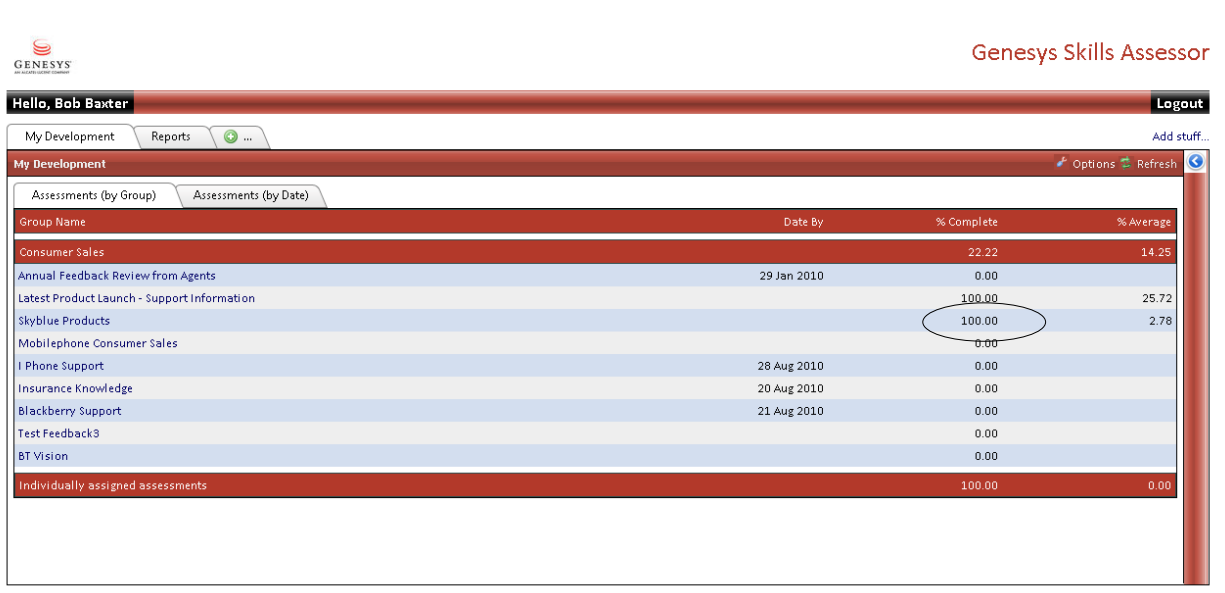 Genesys Skills Assessor
GENESYS
AN ALCATEL-LUCENT COMPANY
Hello, Bob Baxter Logout
My Development Reports ... Add stuff...
My Development Options Refresh
Assessments (by Group) Assessments (by Date)
Group Name Date By % Complete % Average
Consumer Sales 22.22 14.25
Annual Feedback Review from Agents 29 Jan 2010 0.00
Latest Product Launch - Support Information 100.00 25.72
Skyblue Products 100.00 2.78
Mobilephone Consumer Sales 0.00
I Phone Support 28 Aug 2010 0.00
Insurance Knowledge 20 Aug 2010 0.00
Blackberry Support 21 Aug 2010 0.00
Test Feedback3 0.00
BT Vision 0.00
Individually assigned assessments 100.00 0.00